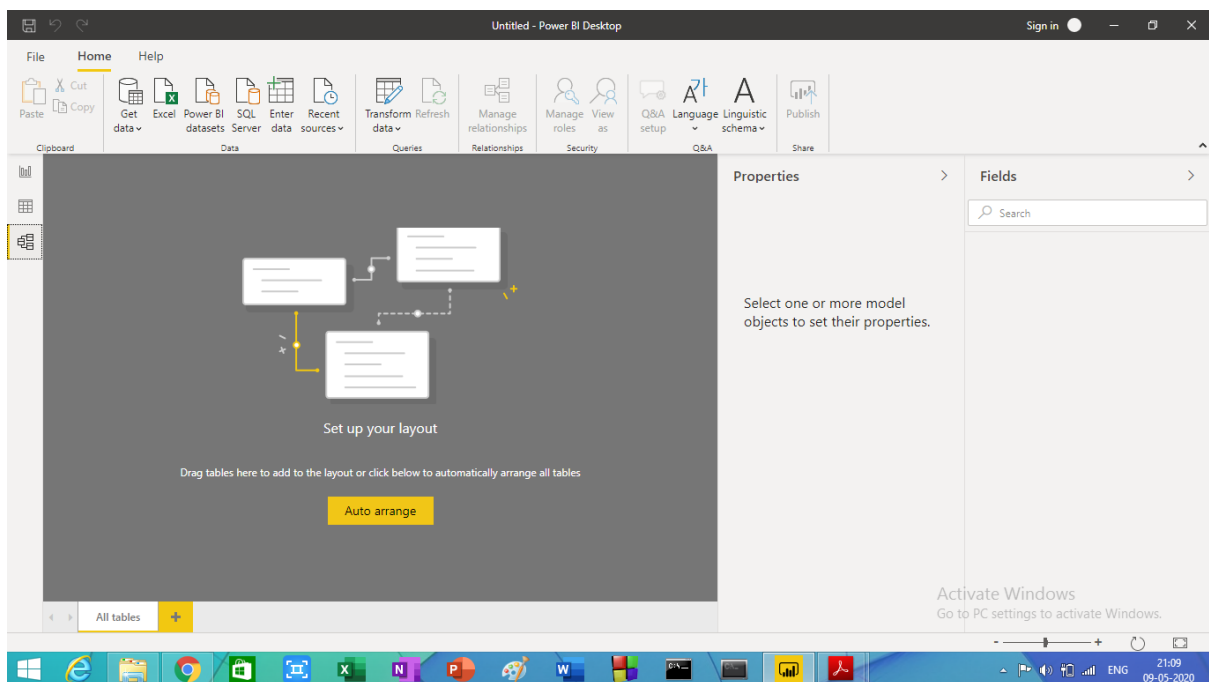 Untitled - Power BI Desktop
Sign in
File Home Help
Paste
Cut
Copy
Get data
Excel
Power BI datasets
SQL Server
Enter data
Recent sources
Transform data
Refresh
Manage relationships
Manage roles
View as
Q&A setup
A가
Language
A
Linguistic schema
Publish
Clipboard
Data
Queries
Relationships
Security
Q&A
Share
Properties
Fields
Search
Select one or more model
objects to set their properties.
Set up your layout
Drag tables here to add to the layout or click below to automatically arrange all tables
Auto arrange
Activate Windows
Go to PC settings to activate Windows.
All tables +
- +
ENG
21:09
09-05-2020